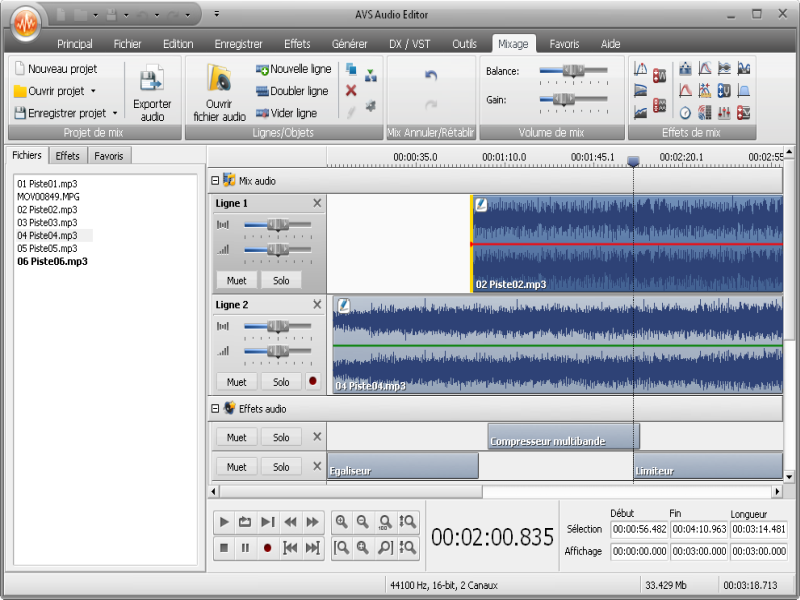 AVS Audio Editor
Principal Fichier Edition Enregistrer Effets Générer DX / VST Outils Mixage Favoris Aide
Nouveau projet
Ouvrir projet
Enregistrer projet
Exporter audio
Projet de mix
Ouvrir fichier audio
Nouvelle ligne
Doubler ligne
Vider ligne
Lignes/Objets
Mix Annuler/Rétablir
Balance:
Gain:
Volume de mix
Effets de mix
Fichiers Effets Favoris
01 Piste01.mp3
MOV00849.MPG
02 Piste02.mp3
03 Piste03.mp3
04 Piste04.mp3
05 Piste05.mp3
06 Piste06.mp3
00:00:35.0 00:01:10.0 00:01:45.1 00:02:20.1 00:02:55
Mix audio
Ligne 1
Muet Solo
02 Piste02.mp3
Ligne 2
Muet Solo
04 Piste04.mp3
Effets audio
Muet Solo
Compresseur multibande
Muet Solo
Egaliseur
Limiteur
00:02:00.835
Début Fin Longueur
Sélection 00:00:56.482 00:04:10.963 00:03:14.481
Affichage 00:00:00.000 00:03:00.000 00:03:00.000
44100 Hz, 16-bit, 2 Canaux 33.429 Mb 00:03:18.713